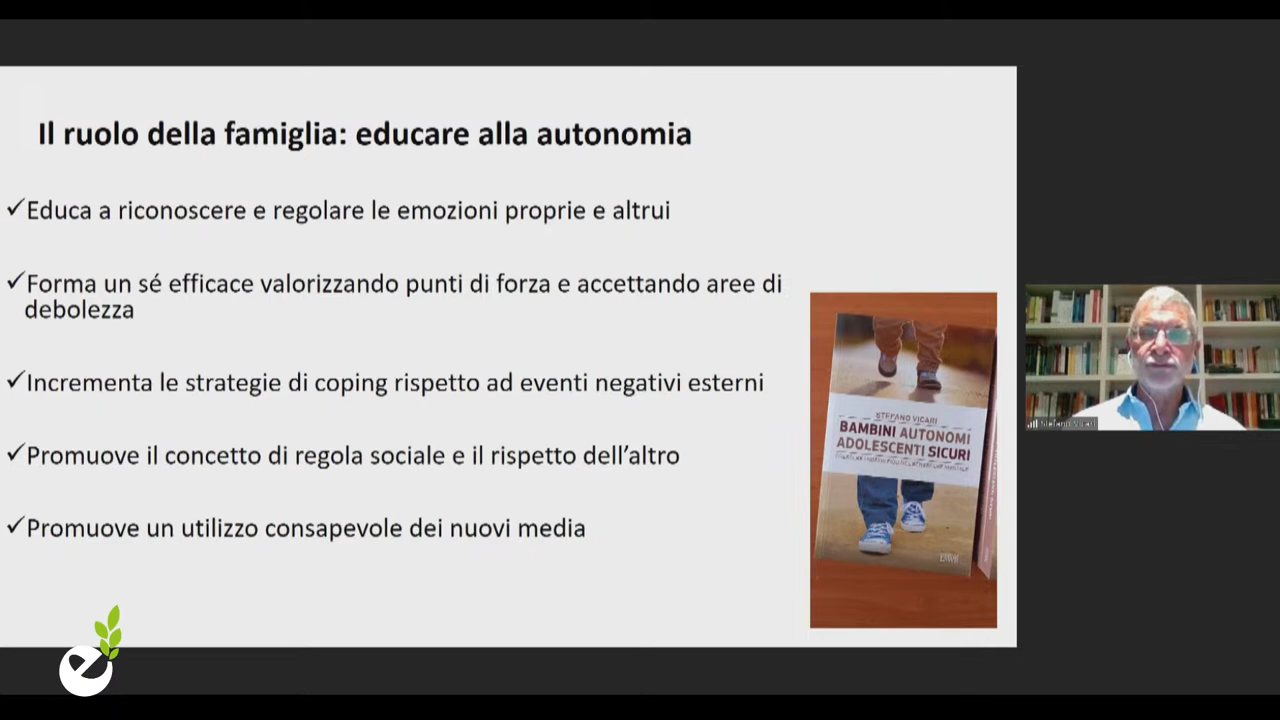 Il ruolo della famiglia: educare alla autonomia
✓Educa a riconoscere e regolare le emozioni proprie e altrui
✓Forma un sé efficace valorizzando punti di forza e accettando aree di
debolezza
✓Incrementa le strategie di coping rispetto ad eventi negativi esterni
✓Promuove il concetto di regola sociale e il rispetto dell'altro
✓Promuove un utilizzo consapevole dei nuovi media
STEFANO VICARI
BAMBINI AUTONOMI
ADOLESCENTI SICURI
Stefano Vicari
e